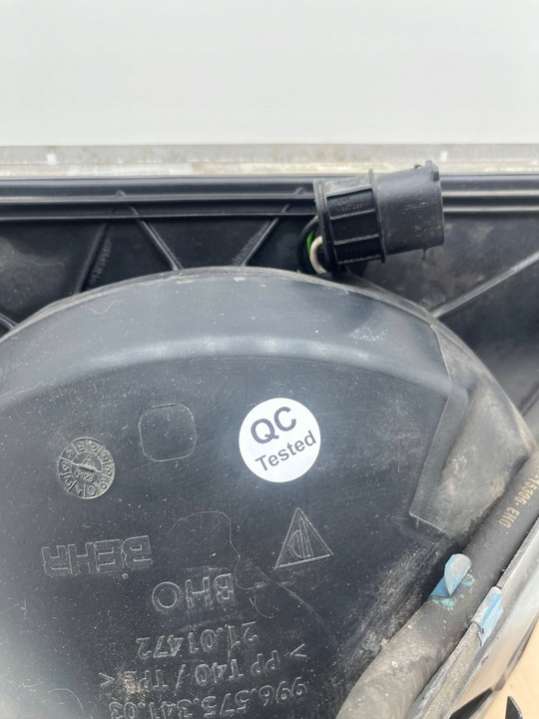 QC
Tested
BEHR
BHO
21.01472
> PP T40 / TPE <
996.575.341.03